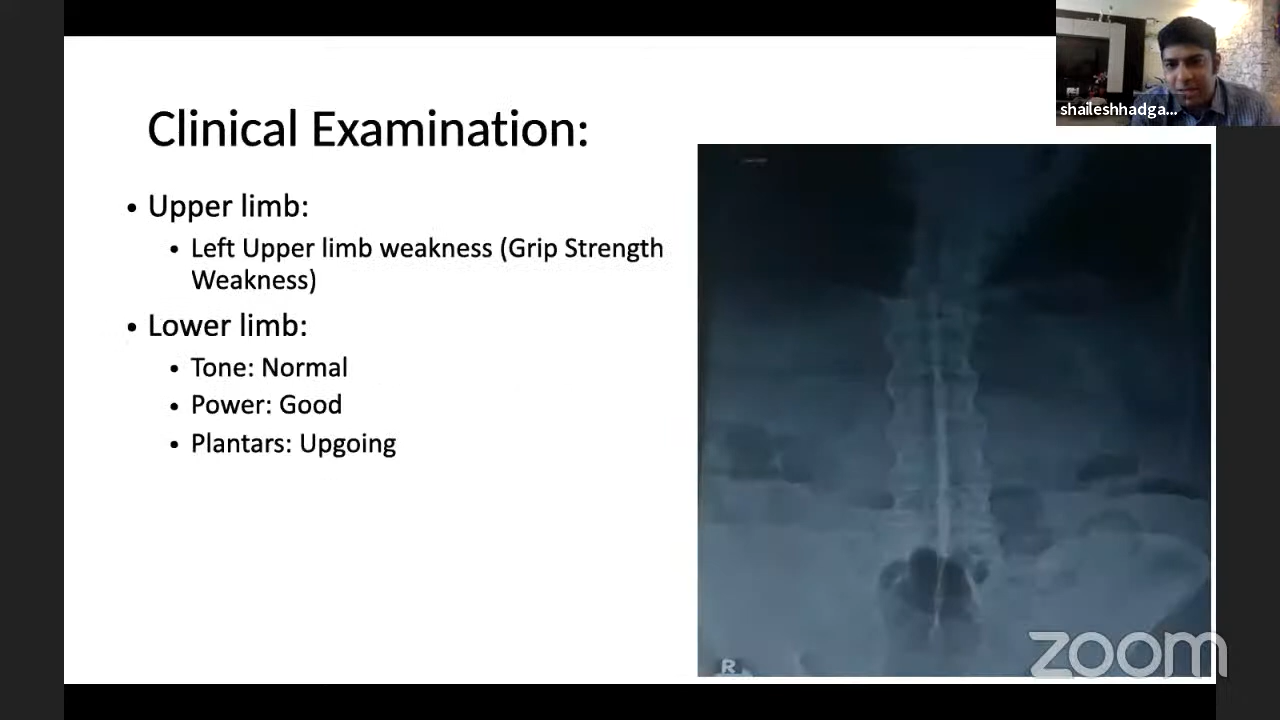 shaileshhadga...
Clinical Examination:
• Upper limb:
• Left Upper limb weakness (Grip Strength
Weakness)
• Lower limb:
• Tone: Normal
• Power: Good
• Plantars: Upgoing
R
zoom